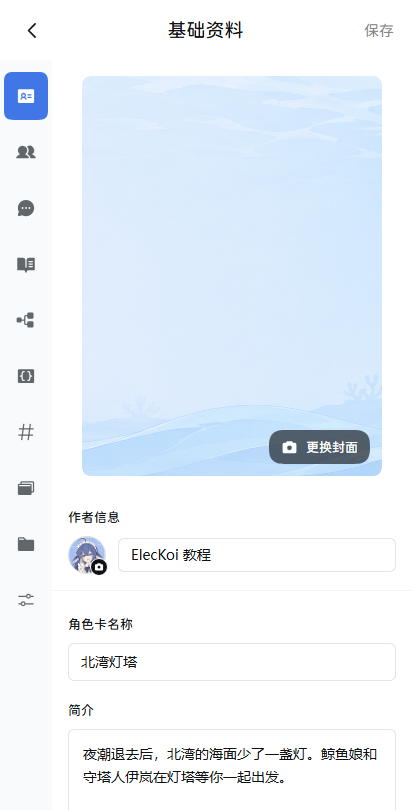 基础资料
保存
更换封面
作者信息
ElecKoi 教程
角色卡名称
北湾灯塔
简介
夜潮退去后，北湾的海面少了一盏灯。鲸鱼娘和
守塔人伊岚在灯塔等你一起出发。